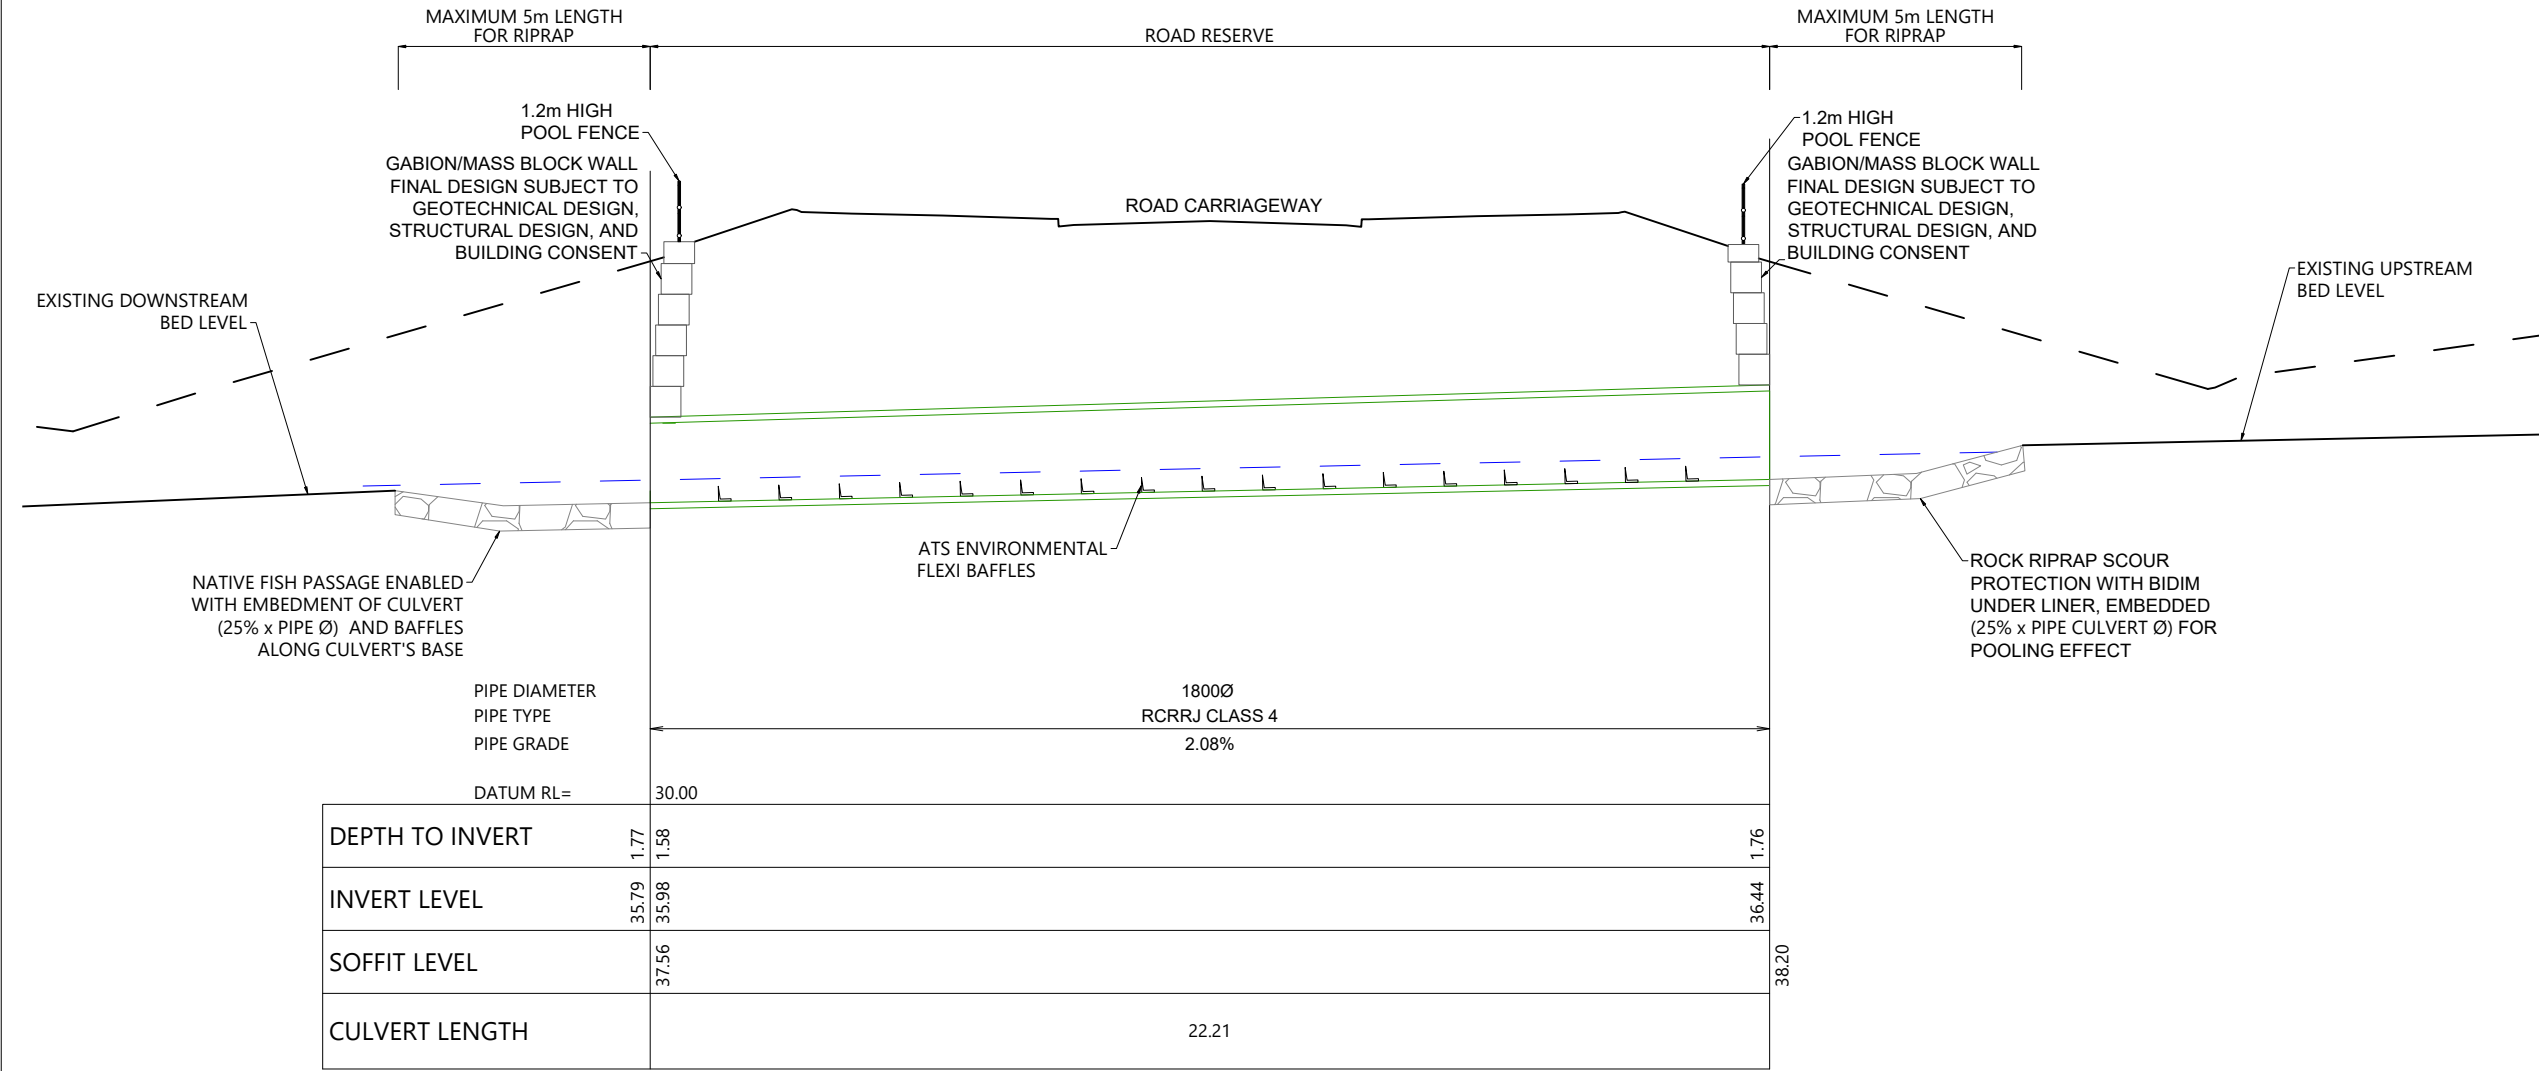 MAXIMUM 5m LENGTH
FOR RIPRAP
ROAD RESERVE
MAXIMUM 5m LENGTH
FOR RIPRAP
1.2m HIGH
POOL FENCE
GABION/MASS BLOCK WALL
FINAL DESIGN SUBJECT TO
GEOTECHNICAL DESIGN,
STRUCTURAL DESIGN, AND
BUILDING CONSENT
ROAD CARRIAGEWAY
1.2m HIGH
POOL FENCE
GABION/MASS BLOCK WALL
FINAL DESIGN SUBJECT TO
GEOTECHNICAL DESIGN,
STRUCTURAL DESIGN, AND
BUILDING CONSENT
EXISTING DOWNSTREAM
BED LEVEL
EXISTING UPSTREAM
BED LEVEL
ATS ENVIRONMENTAL
FLEXI BAFFLES
NATIVE FISH PASSAGE ENABLED
WITH EMBEDMENT OF CULVERT
(25% x PIPE Ø) AND BAFFLES
ALONG CULVERT'S BASE
ROCK RIPRAP SCOUR
PROTECTION WITH BIDIM
UNDER LINER, EMBEDDED
(25% x PIPE CULVERT Ø) FOR
POOLING EFFECT
PIPE DIAMETER 1800Ø
PIPE TYPE RCRRJ CLASS 4
PIPE GRADE 2.08%
DATUM RL= 30.00
DEPTH TO INVERT 1.77 1.58 1.76
INVERT LEVEL 35.79 35.98 36.44
SOFFIT LEVEL 37.56 38.20
CULVERT LENGTH 22.21